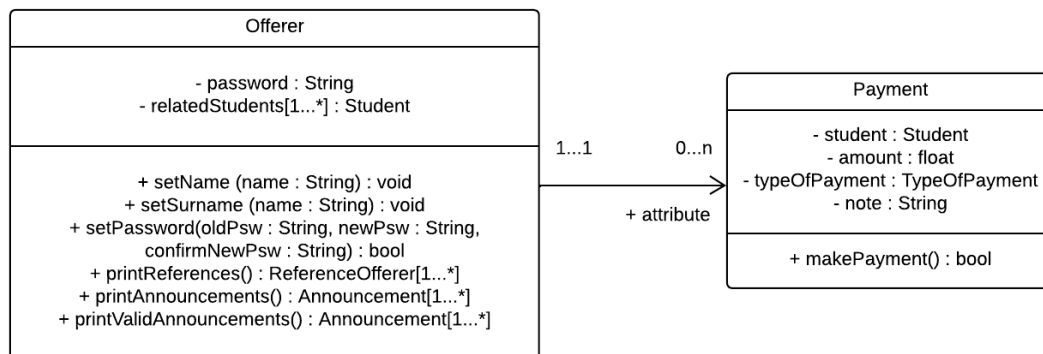 Offerer
- password : String
- relatedStudents[1...*] : Student
+ setName (name : String) : void
+ setSurname (name : String) : void
+ setPassword(oldPsw : String, newPsw : String,
confirmNewPsw : String) : bool
+ printReferences() : ReferenceOfferer[1...*]
+ printAnnouncements() : Announcement[1...*]
+ printValidAnnouncements() : Announcement[1...*]
1...1
0...n
+ attribute
Payment
- student : Student
- amount : float
- typeOfPayment : TypeOfPayment
- note : String
+ makePayment() : bool